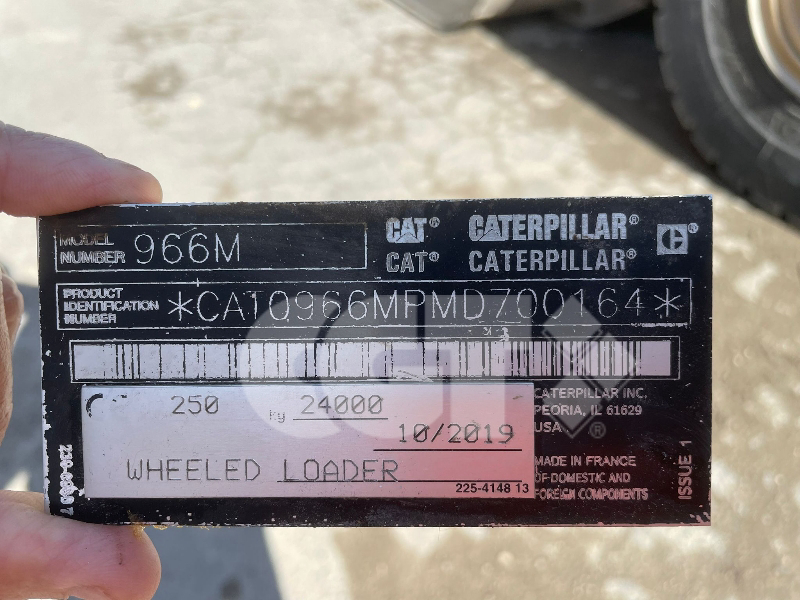 MODEL NUMBER 966M
CAT® CATERPILLAR®
CAT® CATERPILLAR®
PRODUCT IDENTIFICATION NUMBER *CAT0966MPMD700164*
CGI®
250 kg 24000
10/2019
WHEELED LOADER
225-4148 13
CATERPILLAR INC.
PEORIA, IL 61629
USA
MADE IN FRANCE
OF DOMESTIC AND
FOREIGN COMPONENTS
ISSUE 1